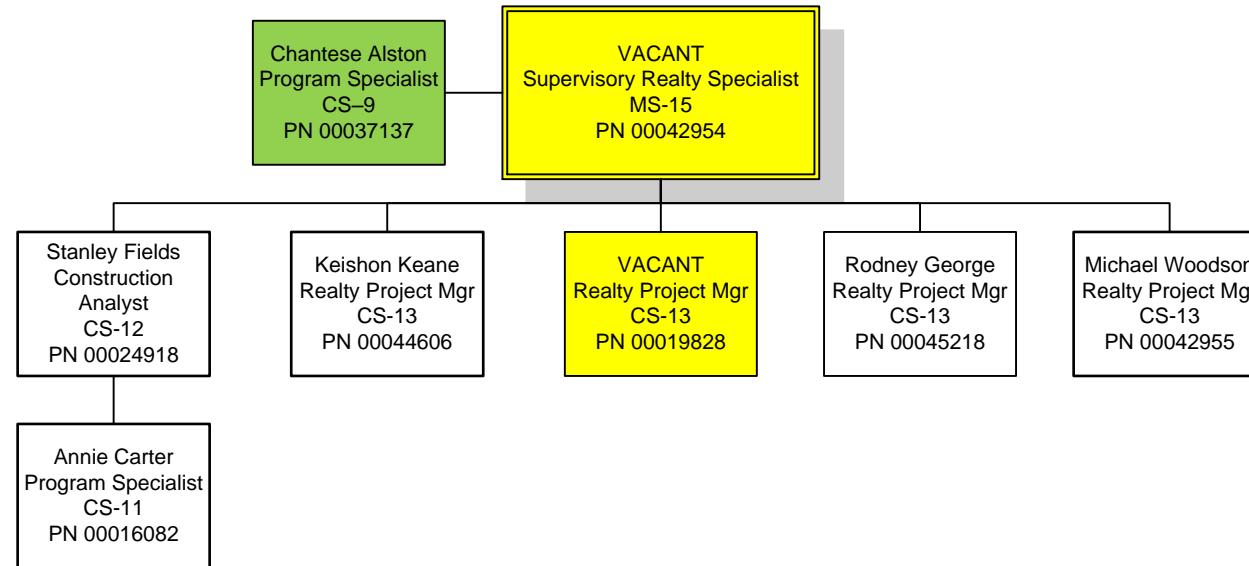 Chantese Alston
Program Specialist
CS–9
PN 00037137
VACANT
Supervisory Realty Specialist
MS-15
PN 00042954
Stanley Fields
Construction
Analyst
CS-12
PN 00024918
Keishon Keane
Realty Project Mgr
CS-13
PN 00044606
VACANT
Realty Project Mgr
CS-13
PN 00019828
Rodney George
Realty Project Mgr
CS-13
PN 00045218
Michael Woodson
Realty Project Mg
CS-13
PN 00042955
Annie Carter
Program Specialist
CS-11
PN 00016082